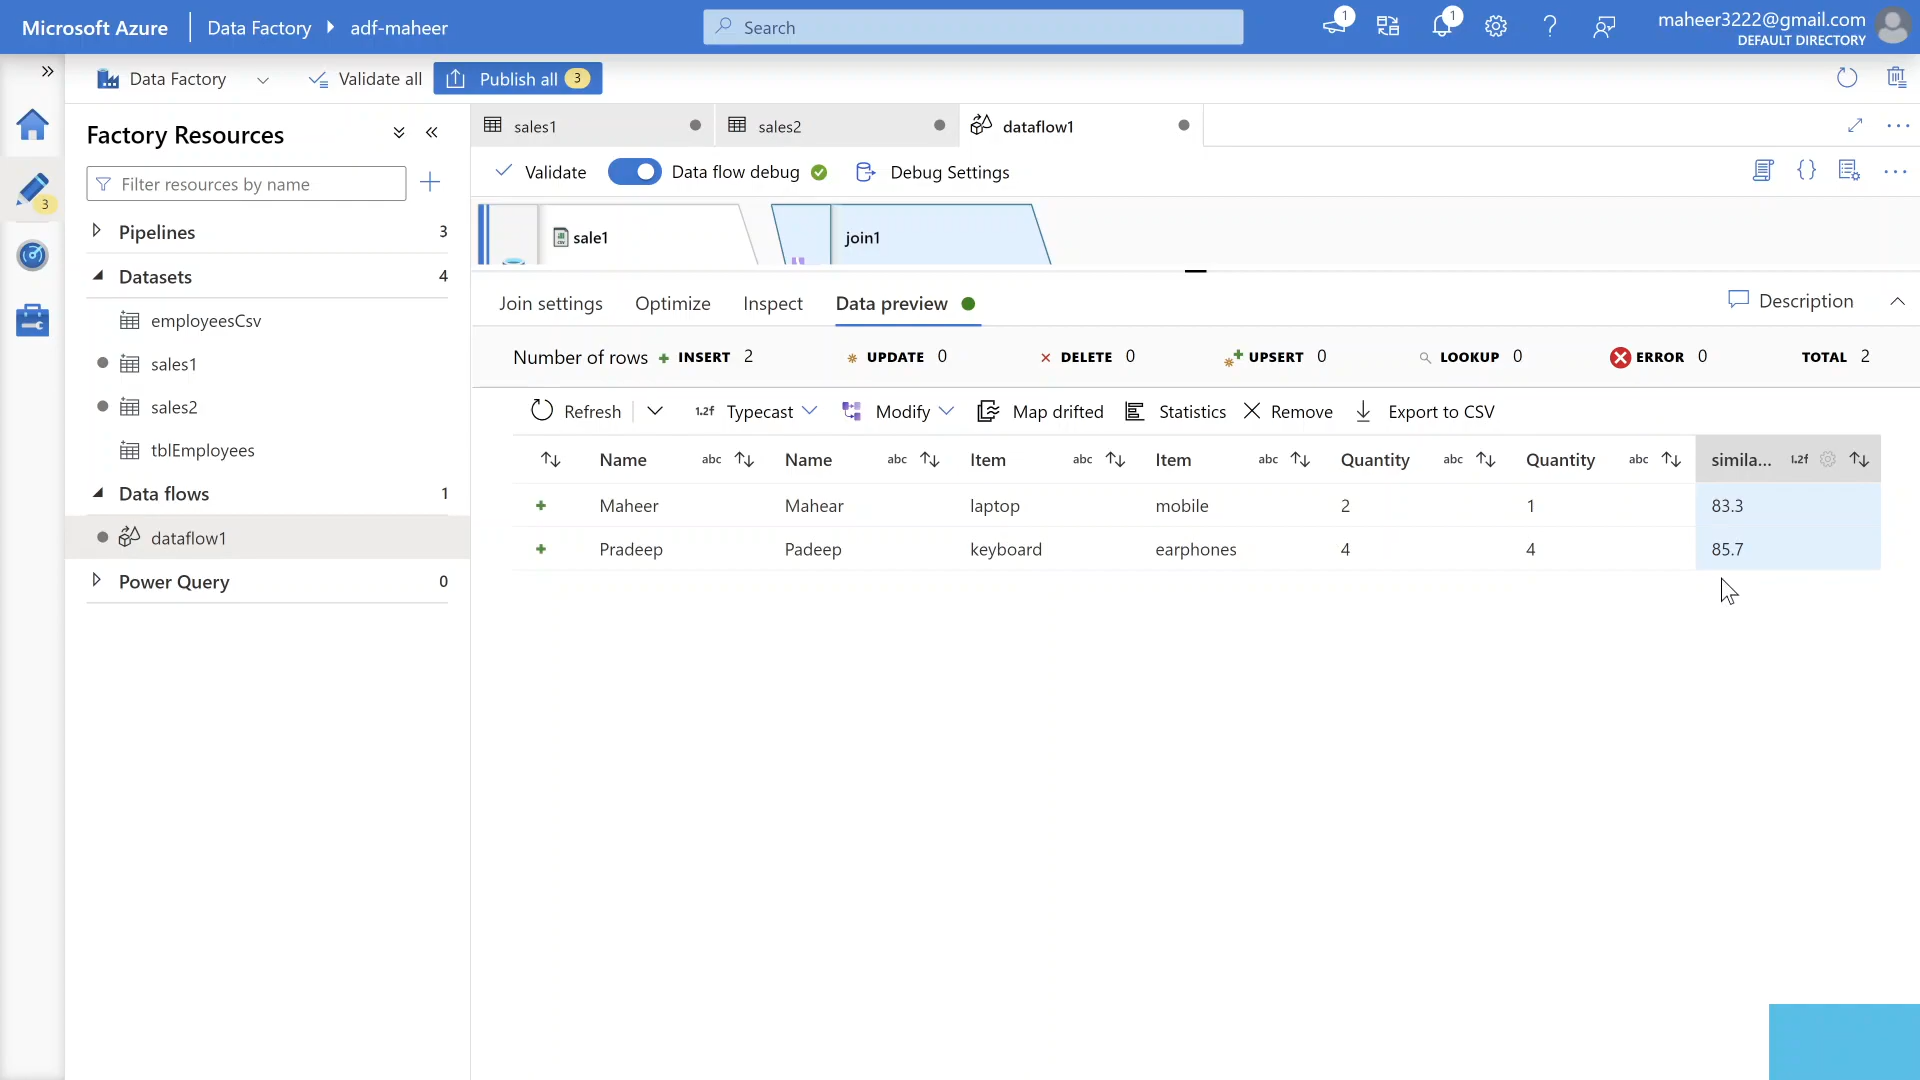 Microsoft Azure
Data Factory
adf-maheer
Search
1
1
maheer3222@gmail.com
DEFAULT DIRECTORY
Data Factory
Validate all
Publish all 3
3
Factory Resources
Filter resources by name
Pipelines 3
Datasets 4
employeesCsv
sales1
sales2
tblEmployees
Data flows 1
dataflow1
Power Query 0
sales1
sales2
dataflow1
Validate
Data flow debug
Debug Settings
sale1
join1
Join settings
Optimize
Inspect
Data preview
Description
Number of rows + INSERT 2 UPDATE 0 DELETE 0 UPSERT 0 LOOKUP 0 ERROR 0 TOTAL 2
Refresh 1.2f Typecast Modify Map drifted Statistics Remove Export to CSV
Name abc Name abc Item abc Item abc Quantity abc Quantity abc simila... 1.2f
+ Maheer Mahear laptop mobile 2 1 83.3
+ Pradeep Padeep keyboard earphones 4 4 85.7